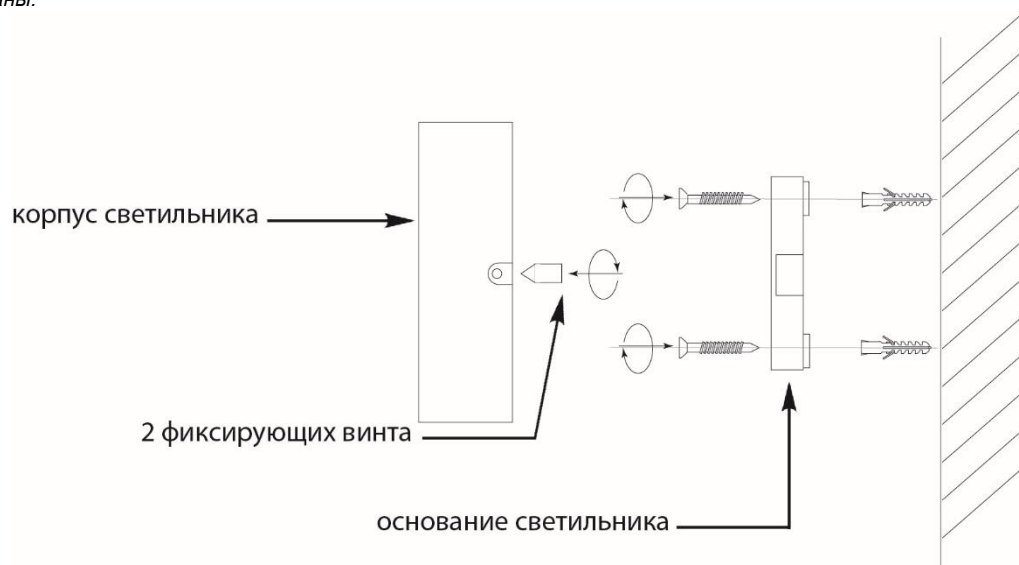 корпус светильника
2 фиксирующих винта
основание светильника